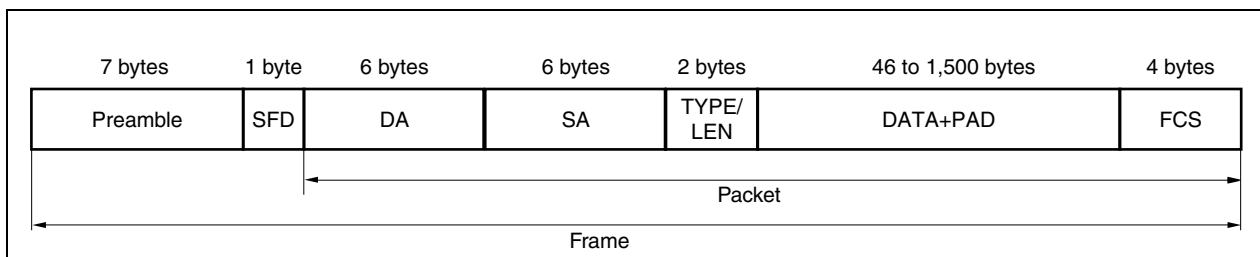 7 bytes 1 byte 6 bytes 6 bytes 2 bytes 46 to 1,500 bytes 4 bytes
Preamble SFD DA SA TYPE/ DATA+PAD FCS
LEN
Packet
Frame